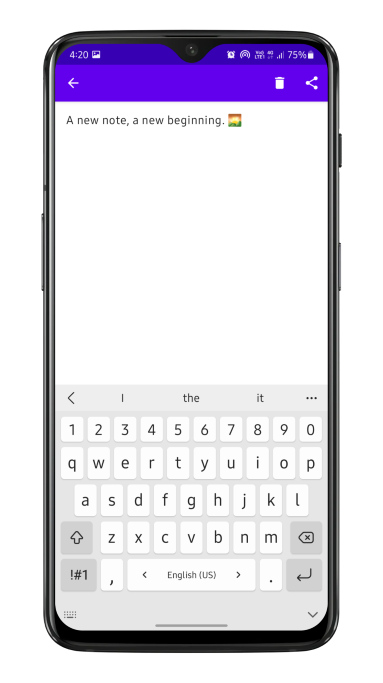 4:20 75%
A new note, a new beginning. 🌄
I the it
1 2 3 4 5 6 7 8 9 0
q w e r t y u i o p
a s d f g h j k l
z x c v b n m
!#1 , English (US) .